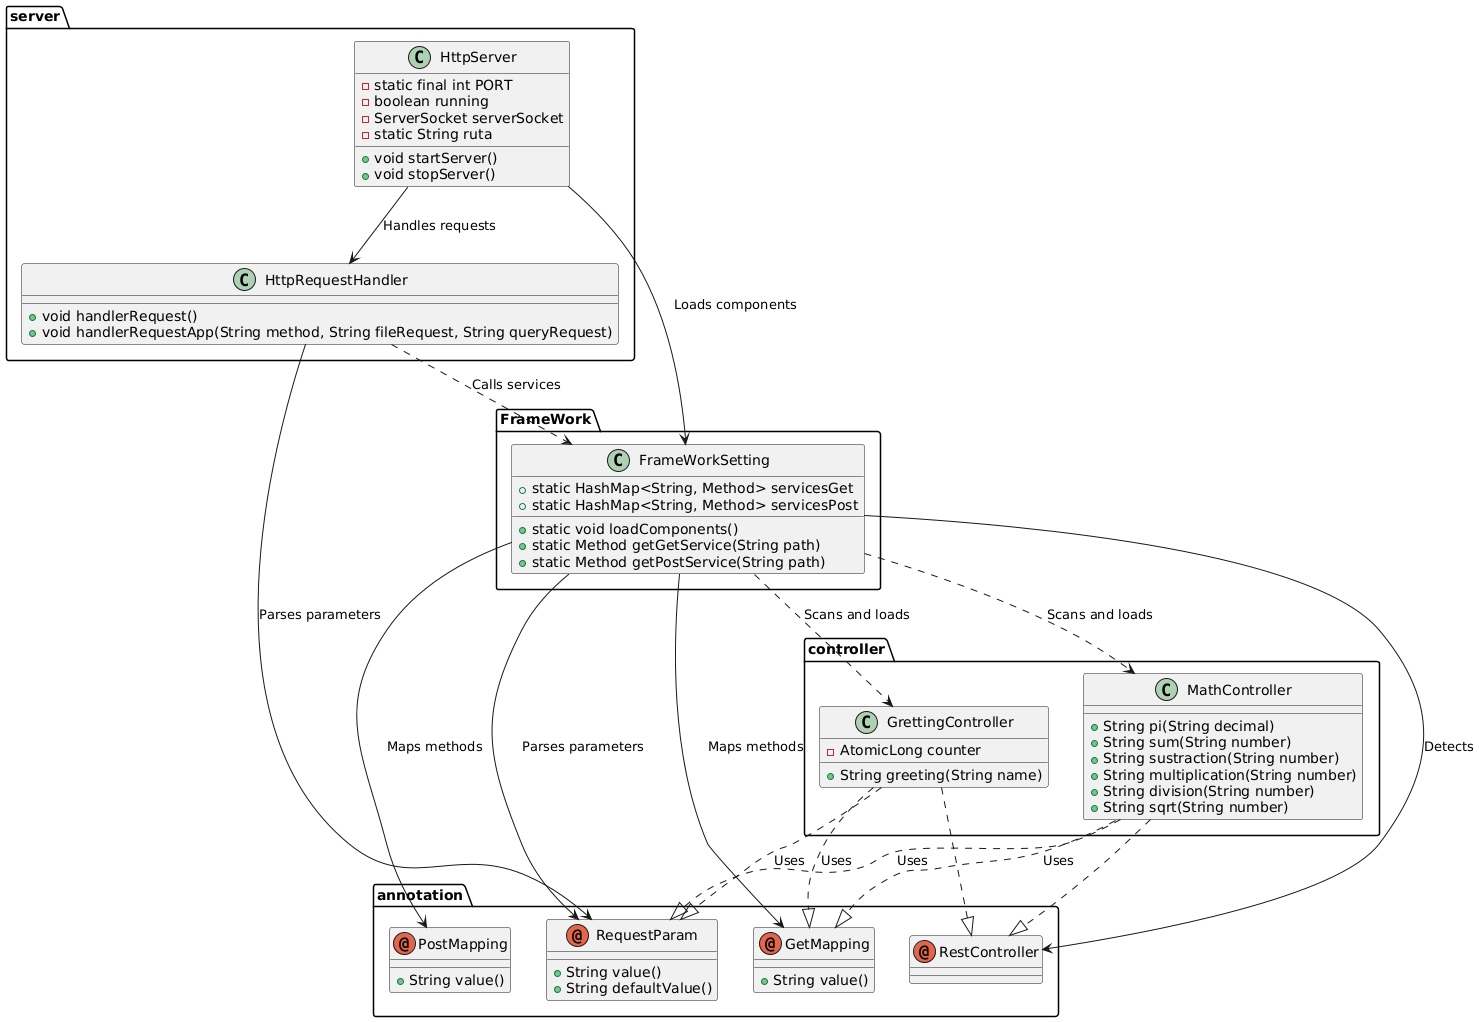 server
C HttpServer
static final int PORT
boolean running
ServerSocket serverSocket
static String ruta
void startServer()
void stopServer()
Handles requests
C HttpRequestHandler
void handlerRequest()
void handlerRequestApp(String method, String fileRequest, String queryRequest)
Loads components
Calls services
FrameWork
C FrameWorkSetting
static HashMap<String, Method> servicesGet
static HashMap<String, Method> servicesPost
static void loadComponents()
static Method getGetService(String path)
static Method getPostService(String path)
Parses parameters
Scans and loads
Scans and loads
controller
C GrettingController
AtomicLong counter
String greeting(String name)
C MathController
String pi(String decimal)
String sum(String number)
String sustraction(String number)
String multiplication(String number)
String division(String number)
String sqrt(String number)
Maps methods
Parses parameters
Maps methods
Detects
Uses
Uses
Uses
Uses
annotation
@ PostMapping
String value()
@ RequestParam
String value()
String defaultValue()
@ GetMapping
String value()
@ RestController